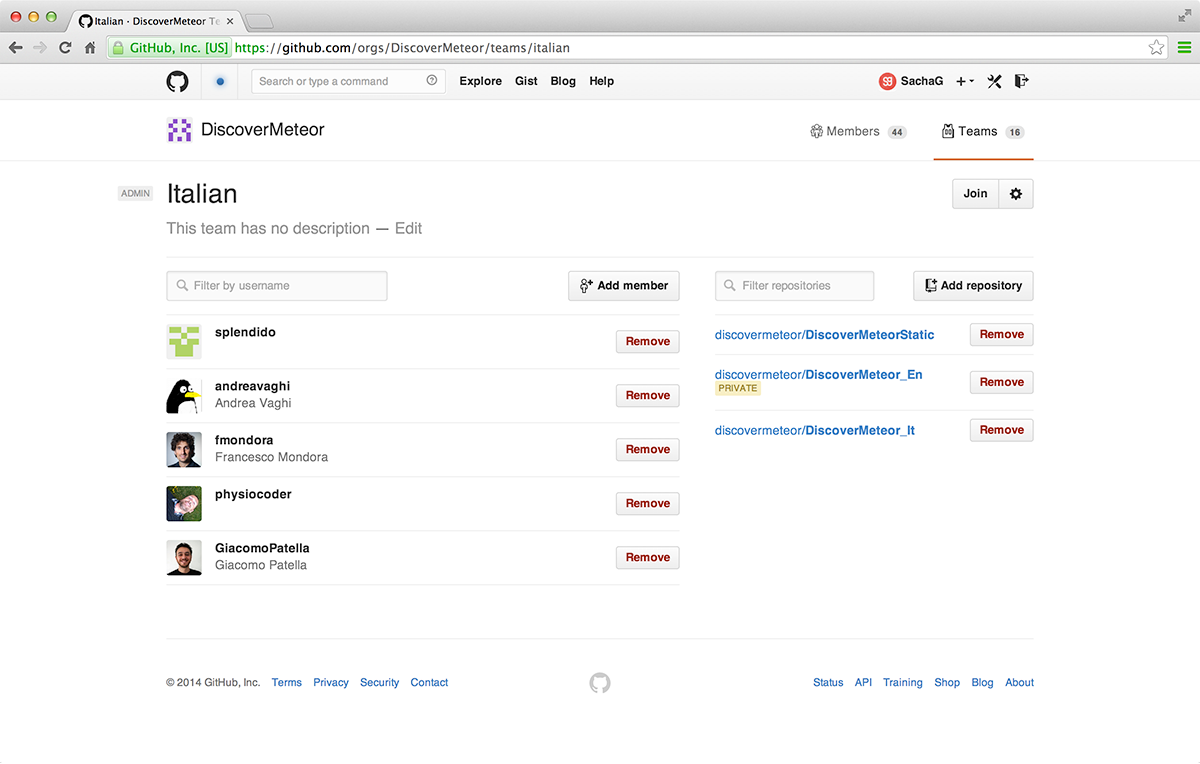 Italian · DiscoverMeteor Te
GitHub, Inc. [US] https://github.com/orgs/DiscoverMeteor/teams/italian
Search or type a command Explore Gist Blog Help SachaG
DiscoverMeteor Members 44 Teams 16
ADMIN Italian Join
This team has no description — Edit
Filter by username Add member Filter repositories Add repository
splendido Remove
andreavaghi
Andrea Vaghi Remove
fmondora
Francesco Mondora Remove
physiocoder Remove
GiacomoPatella
Giacomo Patella Remove
discovermeteor/DiscoverMeteorStatic Remove
discovermeteor/DiscoverMeteor_En Remove
PRIVATE
discovermeteor/DiscoverMeteor_It Remove
© 2014 GitHub, Inc. Terms Privacy Security Contact Status API Training Shop Blog About